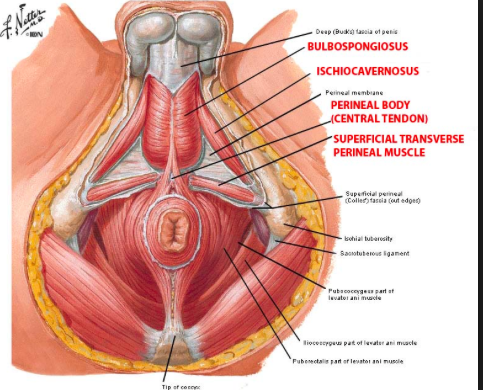 F. Netter
M.D.
Deep (Buck's) fascia of penis
BULBOSPONGIOSUS
ISCHIOCAVERNOSUS
Perineal membrane
PERINEAL BODY
(CENTRAL TENDON)
SUPERFICIAL TRANSVERSE
PERINEAL MUSCLE
Superficial perineal
(Colles') fascia (cut edges)
Ischial tuberosity
Sacrotuberous ligament
Pubococcygeus part of
levator ani muscle
Iliococcygeus part of levator ani muscle
Puborectalis part of levator ani muscle
Tip of coccyx